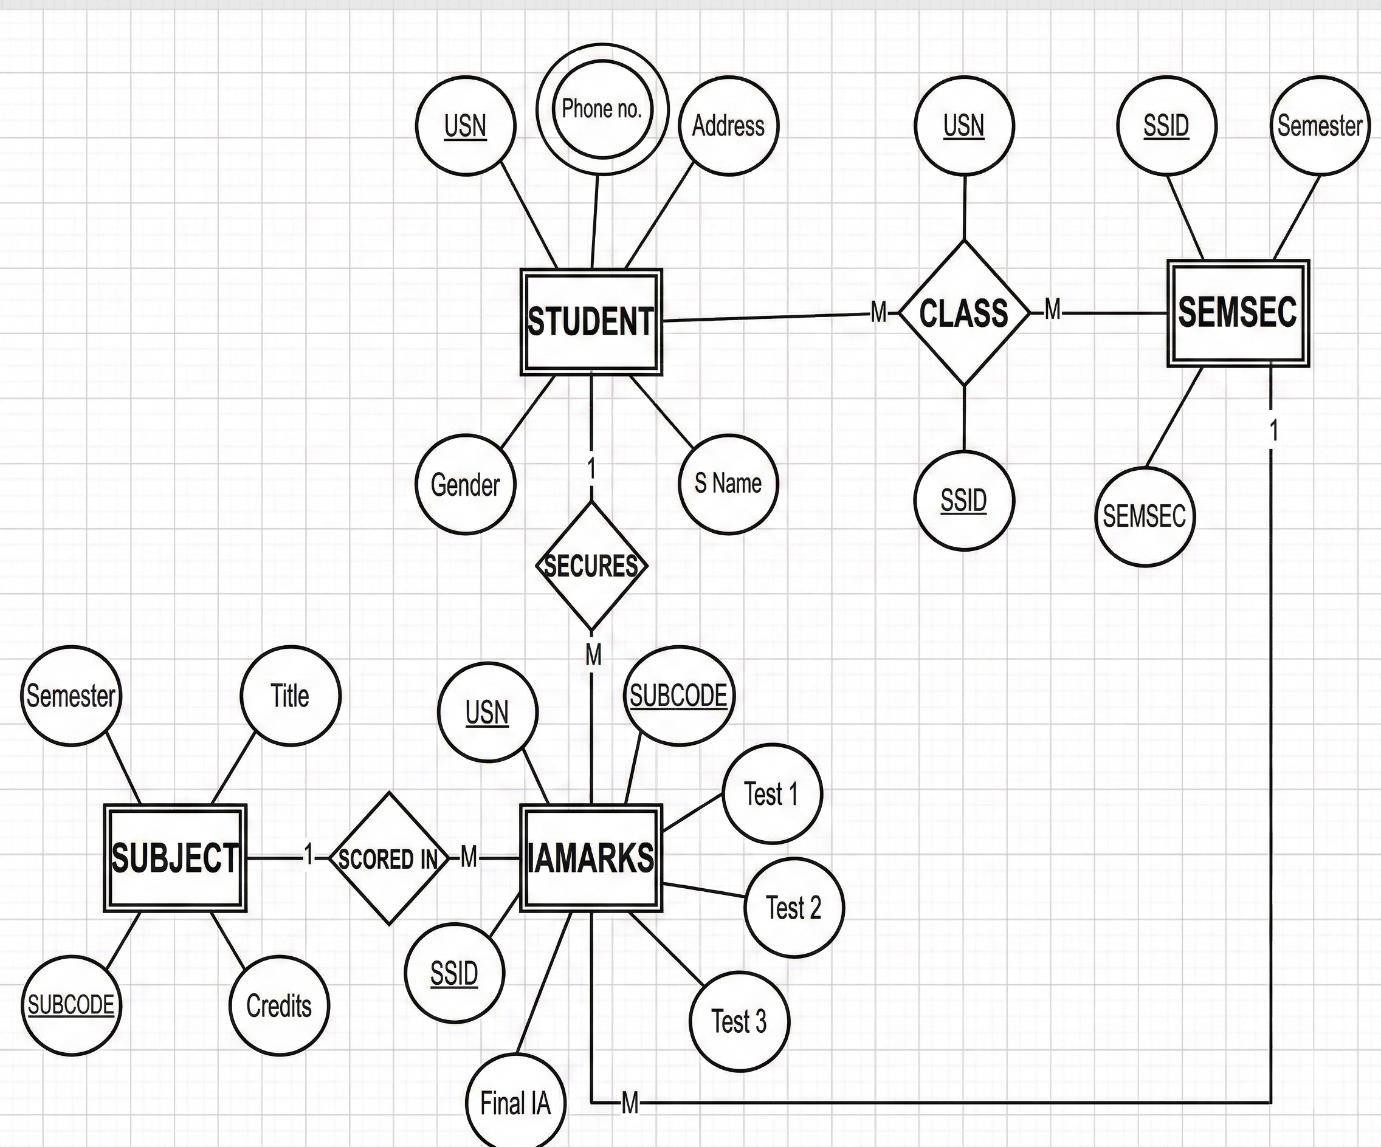 Phone no.
USN
Address
USN
SSID
Semester
STUDENT
M
CLASS
M
SEMSEC
1
Gender
1
S Name
SSID
SEMSEC
SECURES
M
Semester
Title
USN
SUBCODE
Test 1
SUBJECT
1
SCORED IN
M
IAMARKS
Test 2
SSID
SUBCODE
Credits
Test 3
Final IA
M